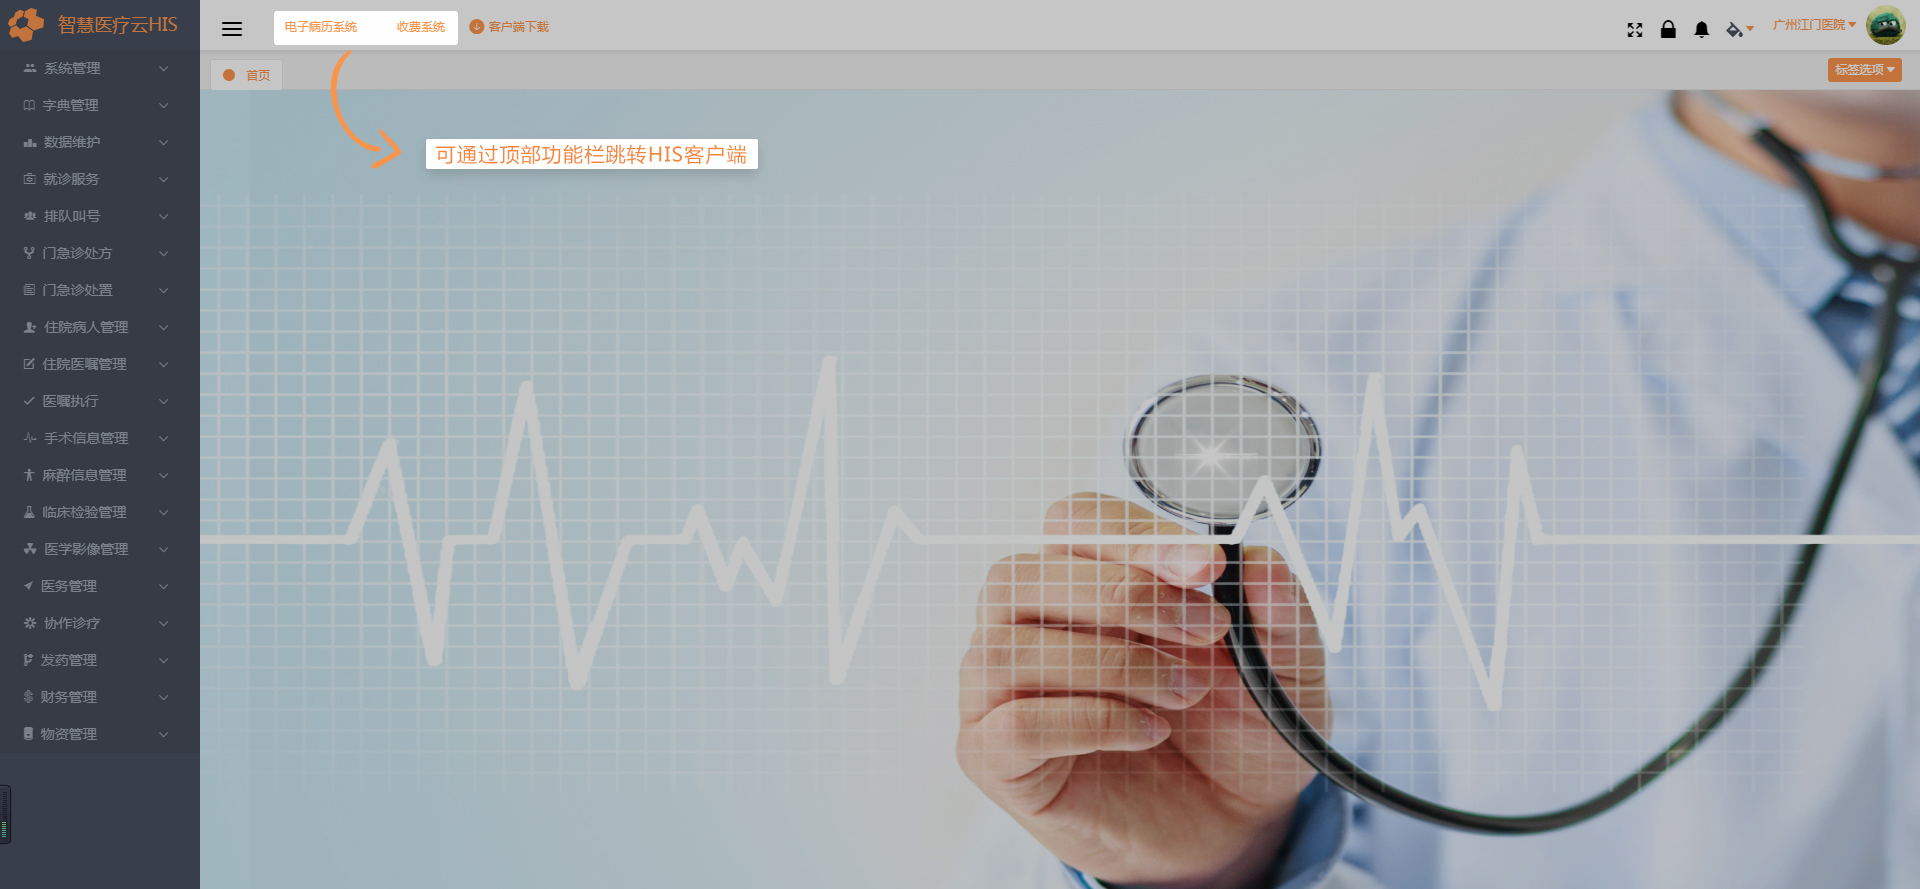 智慧医疗云HIS
电子病历系统
收费系统
客户端下载
广州江门医院
首页
标签选项
可通过顶部功能栏跳转HIS客户端
系统管理
字典管理
数据维护
就诊服务
排队叫号
门急诊处方
门急诊处置
住院病人管理
住院医嘱管理
医嘱执行
手术信息管理
麻醉信息管理
临床检验管理
医学影像管理
医务管理
协作诊疗
发药管理
财务管理
物资管理